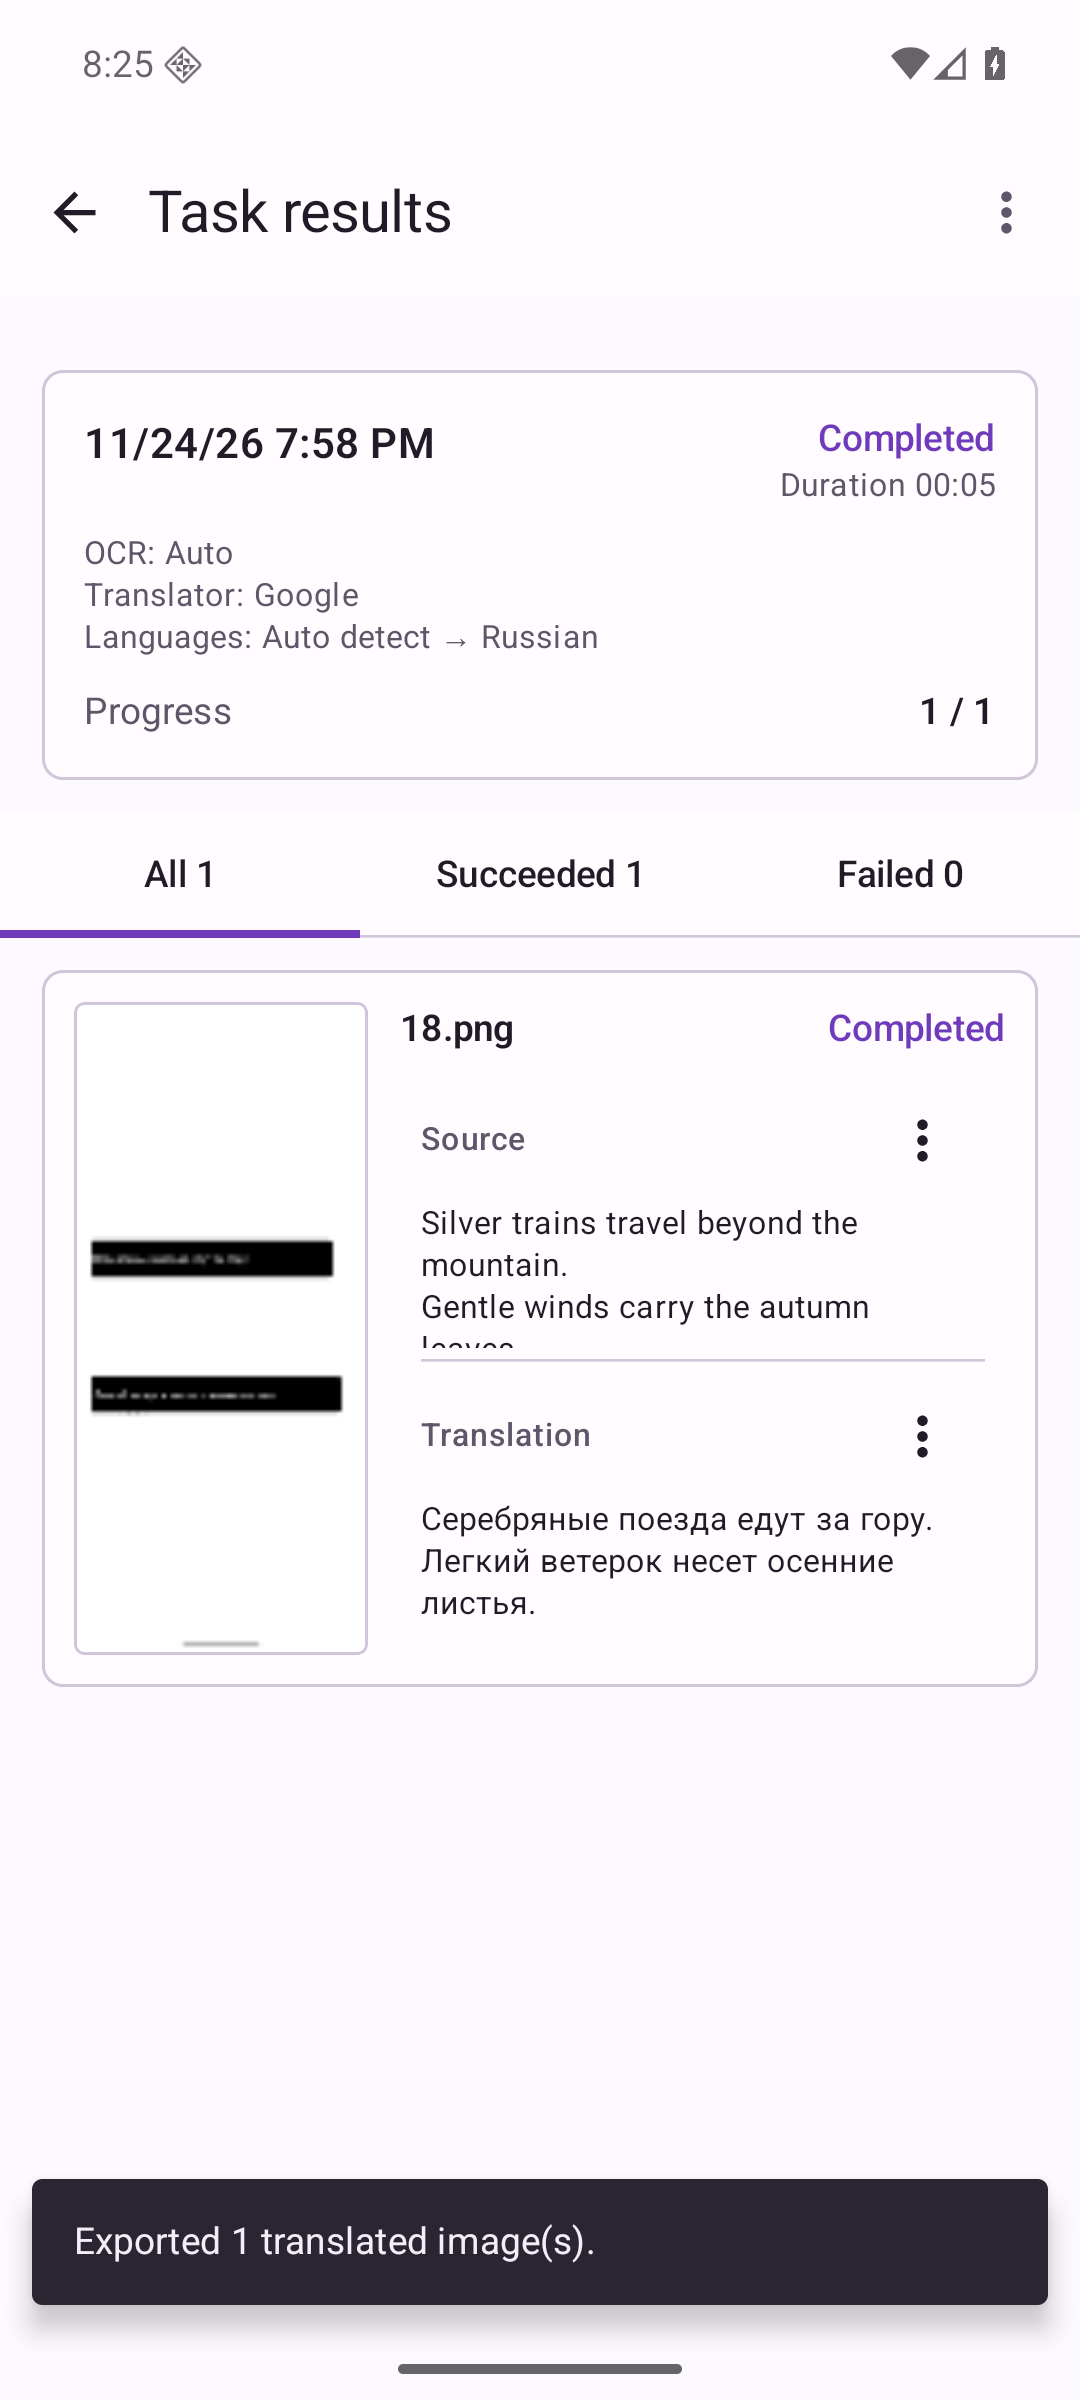 8:25
Task results
11/24/26 7:58 PM
Completed
Duration 00:05
OCR: Auto
Translator: Google
Languages: Auto detect → Russian
Progress
1 / 1
All 1
Succeeded 1
Failed 0
18.png
Completed
Source
Silver trains travel beyond the
mountain.
Gentle winds carry the autumn
leaves
Translation
Серебряные поезда едут за гору.
Легкий ветерок несет осенние
листья.
Exported 1 translated image(s).